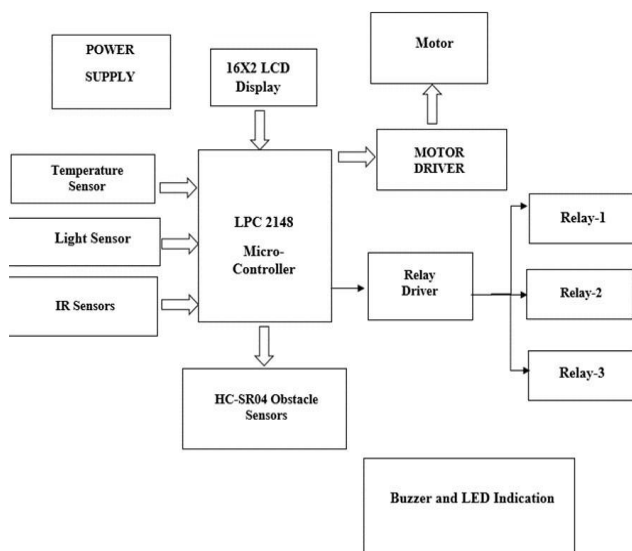 POWER
SUPPLY
16X2 LCD
Display
Motor
MOTOR
DRIVER
Temperature
Sensor
Light Sensor
IR Sensors
LPC 2148
Micro-
Controller
Relay
Driver
Relay-1
Relay-2
Relay-3
HC-SR04 Obstacle
Sensors
Buzzer and LED Indication